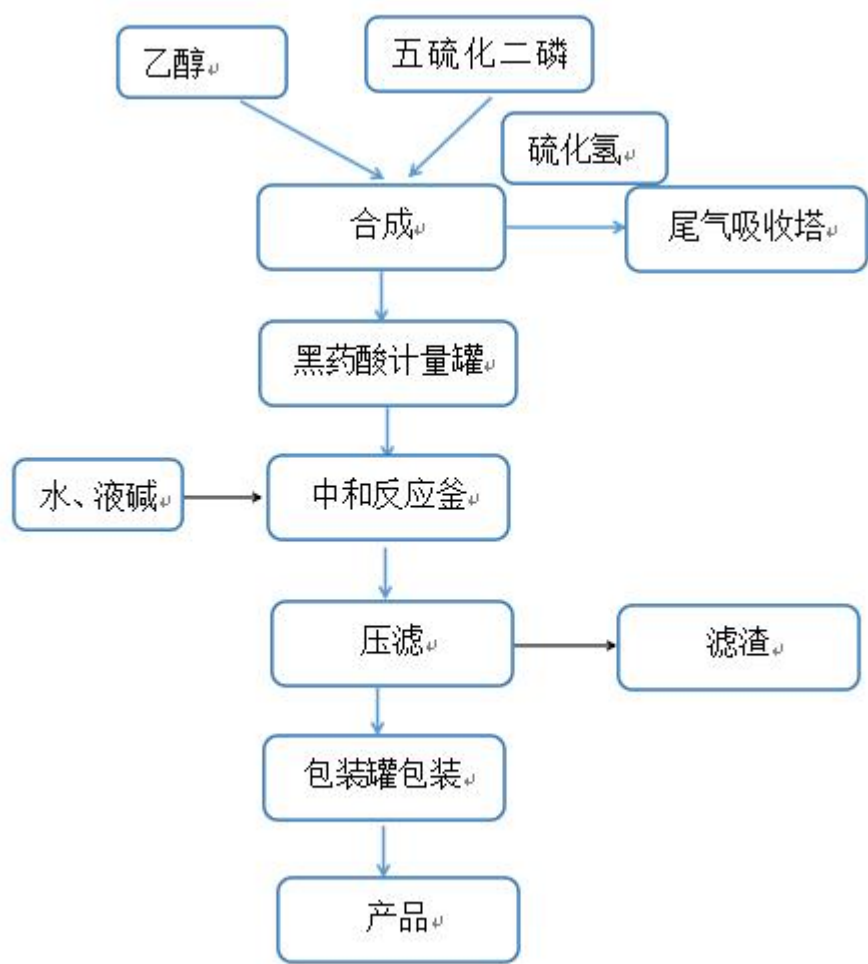 乙醇
五硫化二磷
硫化氢
合成
尾气吸收塔
黑药酸计量罐
水、液碱
中和反应釜
压滤
滤渣
包装罐包装
产品